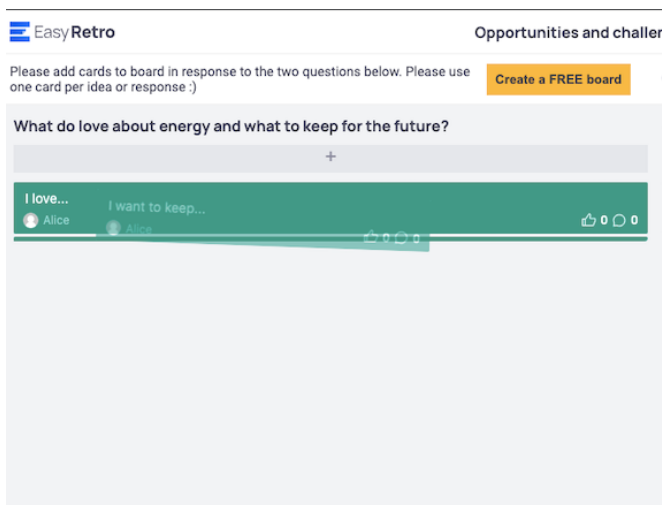 EasyRetro
Opportunities and challen
Please add cards to board in response to the two questions below. Please use
one card per idea or response :)
Create a FREE board
What do love about energy and what to keep for the future?
+
I love...
Alice
0 0
I want to keep...
Alice
0 0